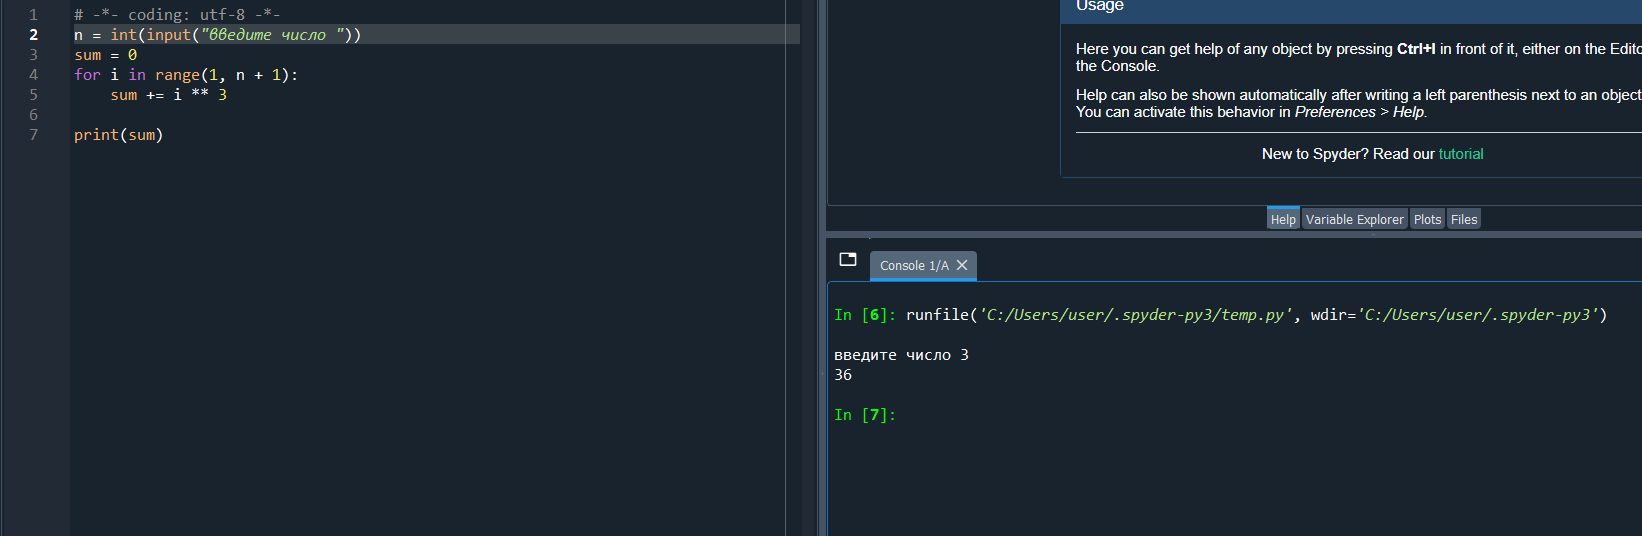 1 # -*- coding: utf-8 -*-
2 n = int(input("введите число "))
3 sum = 0
4 for i in range(1, n + 1):
5     sum += i ** 3
6
7 print(sum)
Usage
Here you can get help of any object by pressing Ctrl+I in front of it, either on the
the Console.
Help can also be shown automatically after writing a left parenthesis next to an object
You can activate this behavior in Preferences > Help.
New to Spyder? Read our tutorial
Help Variable Explorer Plots Files
Console 1/A
In [6]: runfile('C:/Users/user/.spyder-py3/temp.py', wdir='C:/Users/user/.spyder-py3')
введите число 3
36
In [7]: